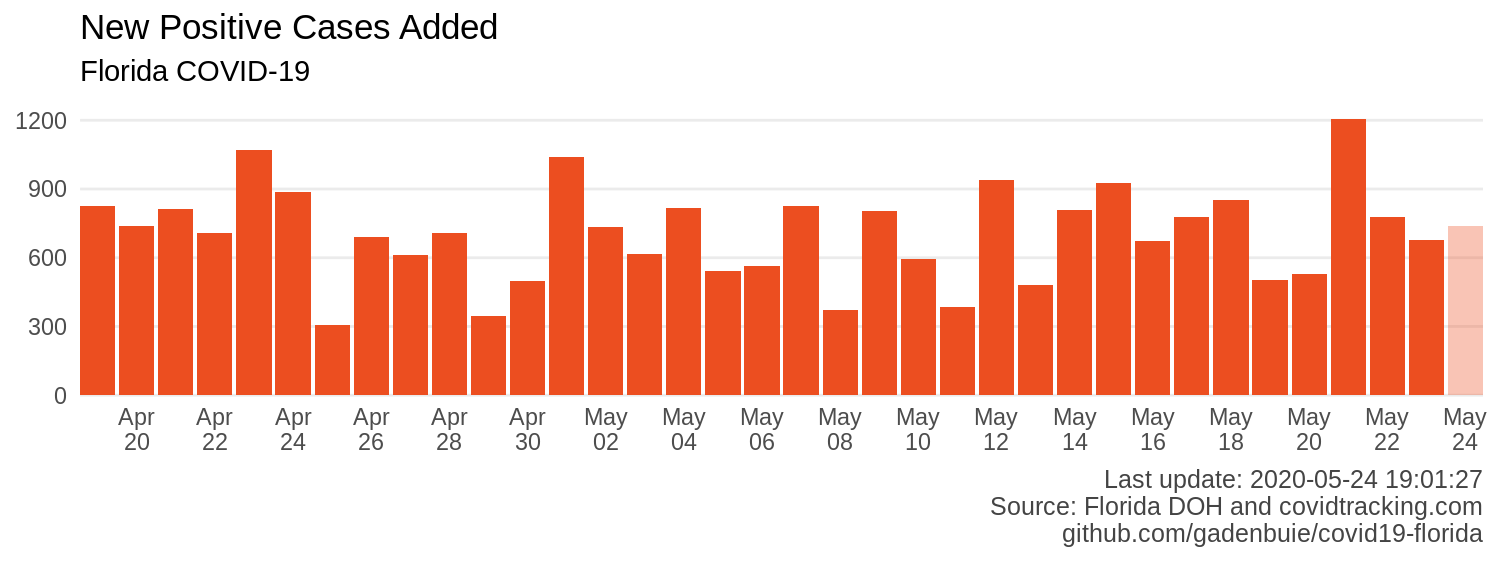 New Positive Cases Added
Florida COVID-19
1200
900
600
300
0
Apr Apr Apr Apr Apr Apr May May May May May May May May May May May May
20 22 24 26 28 30 02 04 06 08 10 12 14 16 18 20 22 24
Last update: 2020-05-24 19:01:27
Source: Florida DOH and covidtracking.com
github.com/gadenbuie/covid19-florida